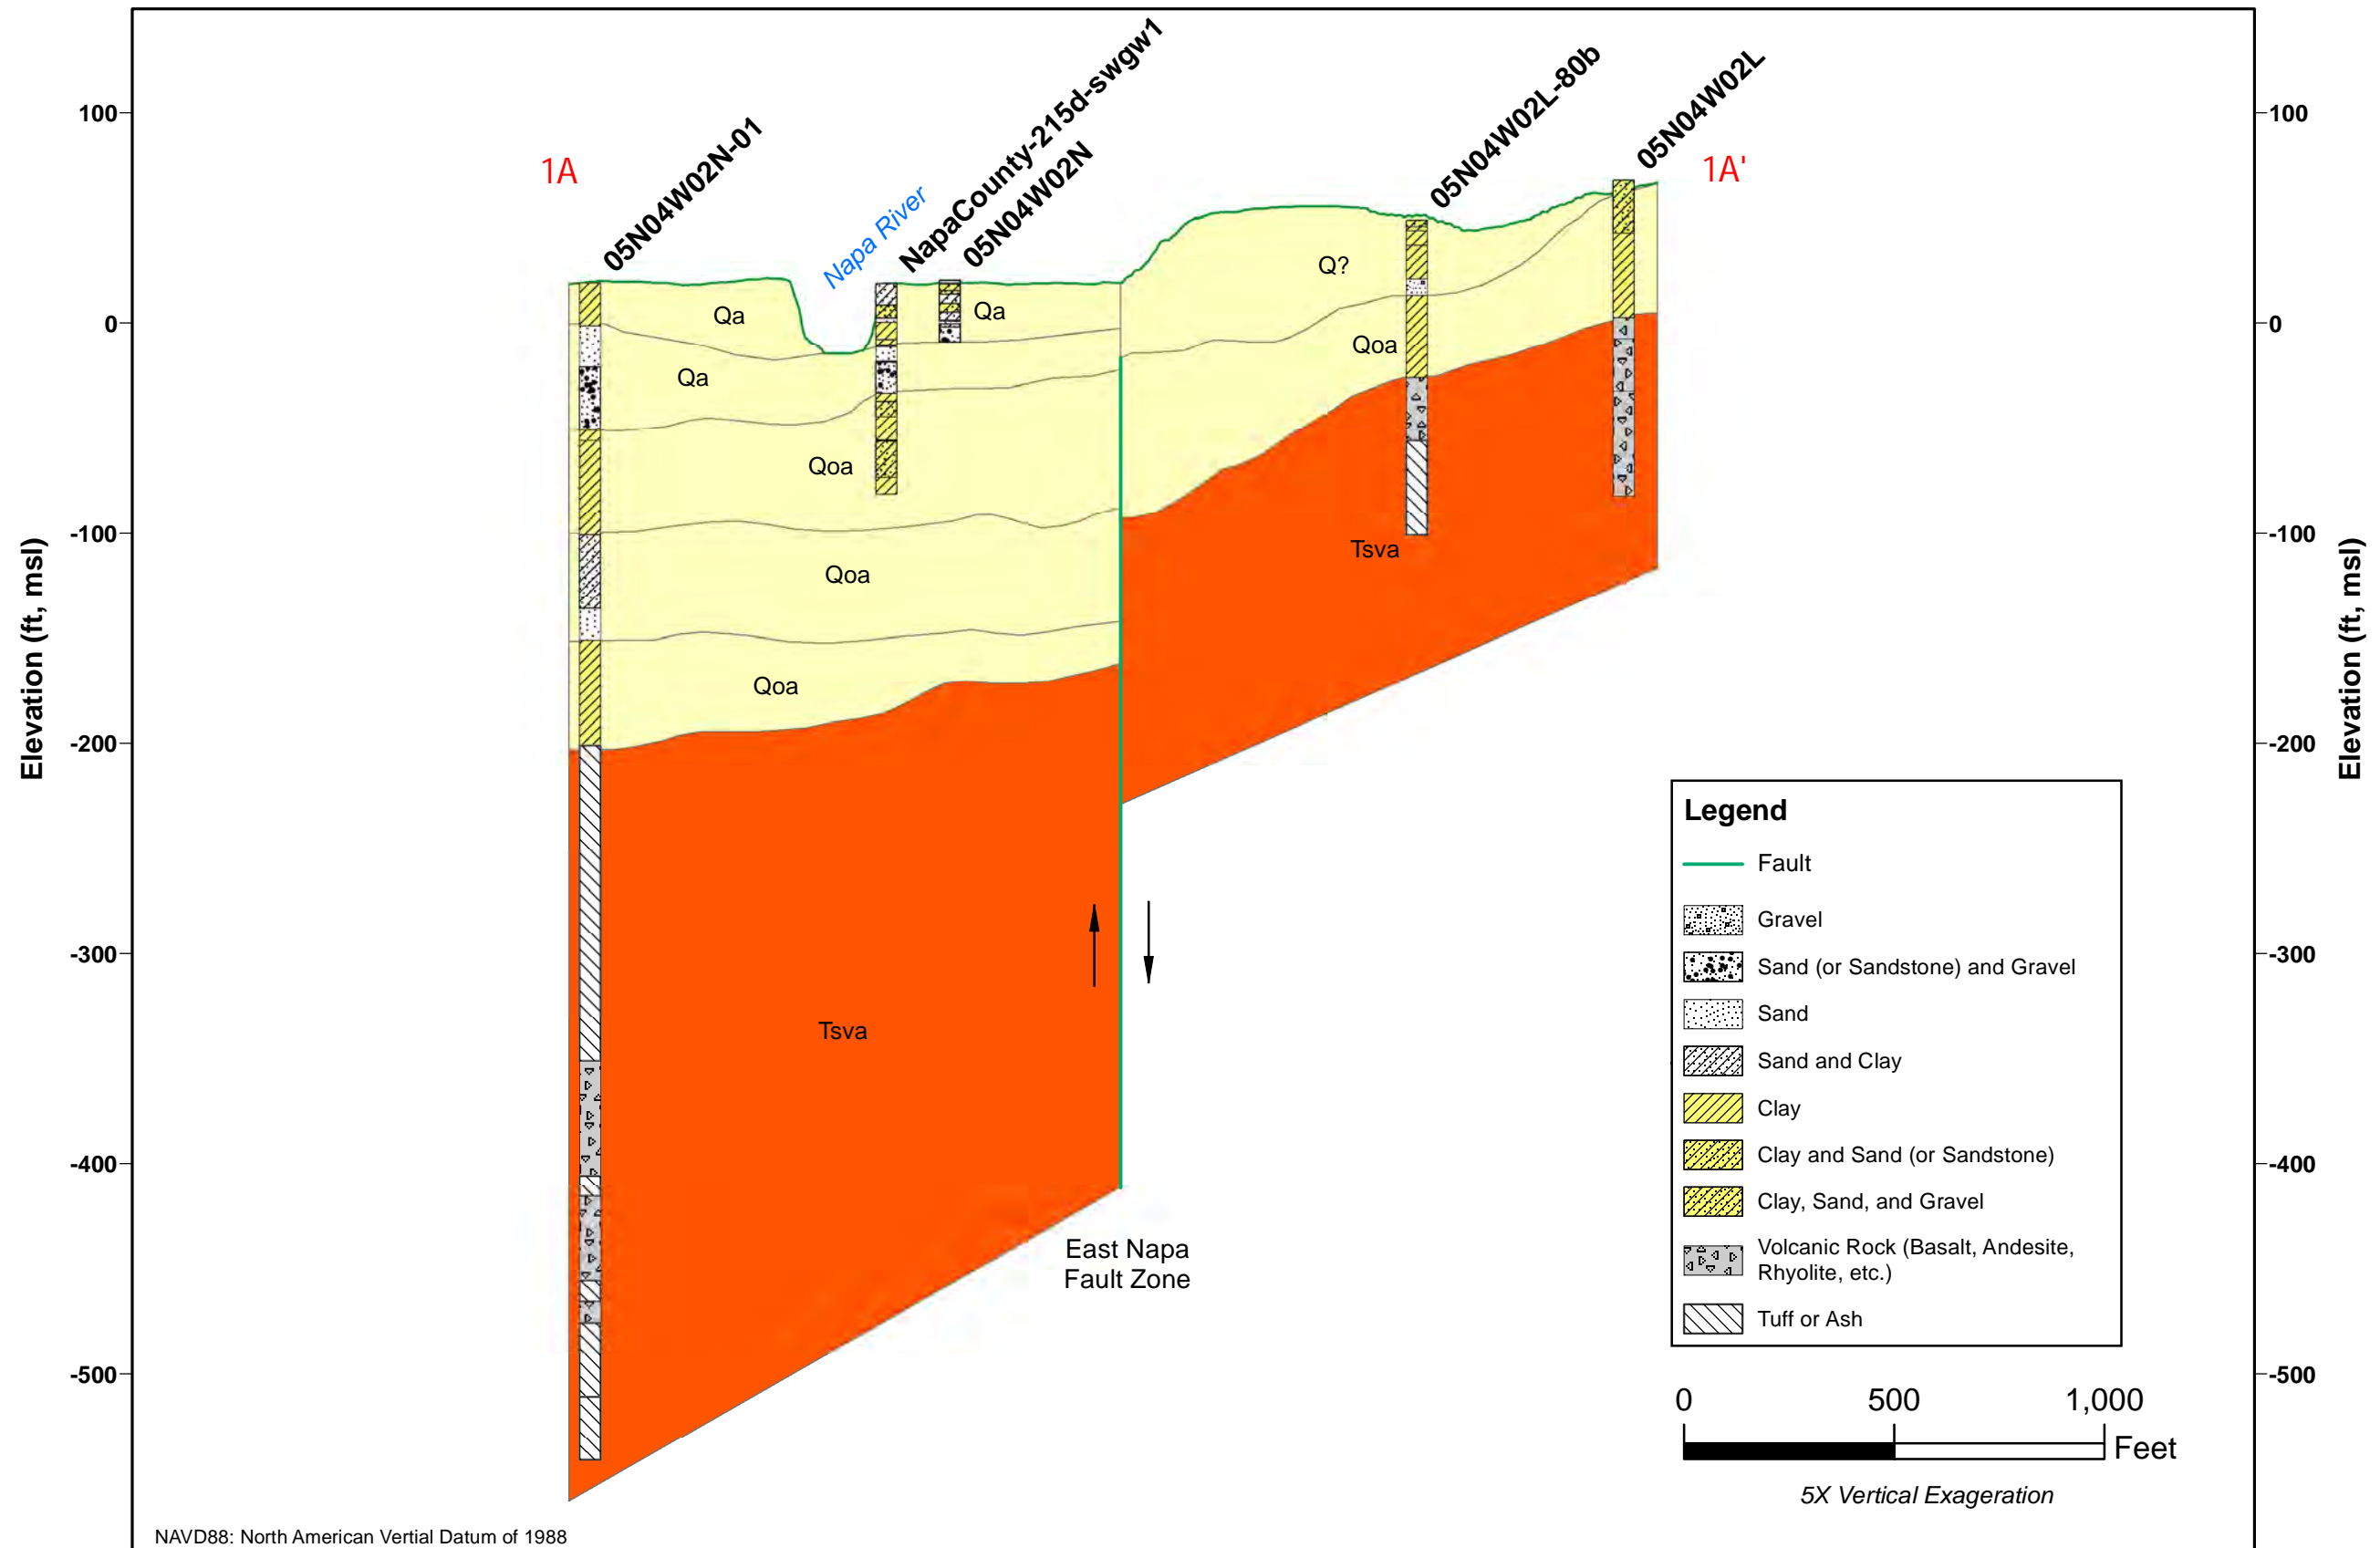 05N04W02N-01
Napa River
NapaCounty-215d-swgw1
05N04W02N
05N04W02L-80b
05N04W02L
1A
1A'
100
0
-100
-200
-300
-400
-500
Elevation (ft, msl)
100
0
-100
-200
-300
-400
-500
Elevation (ft, msl)
Qa
Qa
Q?
Qa
Qoa
Qoa
Tsva
Qoa
Qoa
Tsva
East Napa
Fault Zone
Legend
Fault
Gravel
Sand (or Sandstone) and Gravel
Sand
Sand and Clay
Clay
Clay and Sand (or Sandstone)
Clay, Sand, and Gravel
Volcanic Rock (Basalt, Andesite,
Rhyolite, etc.)
Tuff or Ash
0 500 1,000
Feet
5X Vertical Exageration
NAVD88: North American Vertial Datum of 1988